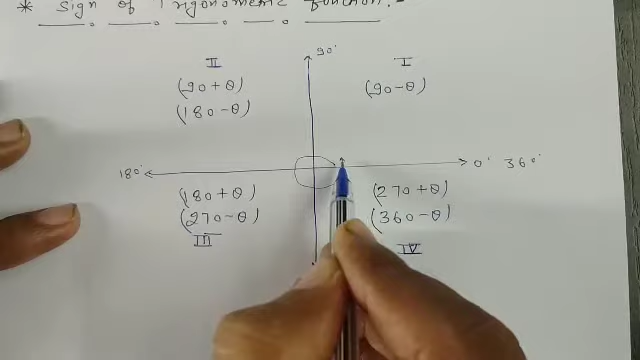 * Sign of Trigonometric function:-
90°
II I
(90+θ) (90-θ)
(180-θ)
180° 0° 360°
(180+θ) (270+θ)
(270-θ) (360-θ)
III IV